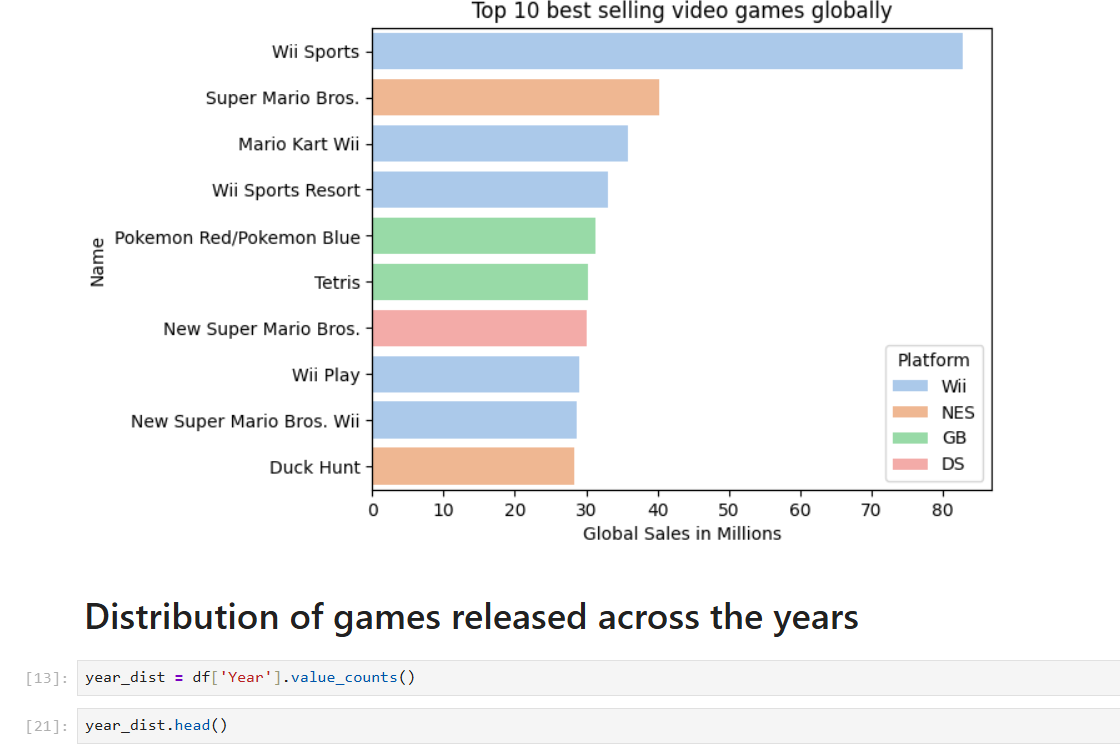 Top 10 best selling video games globally
Wii Sports
Super Mario Bros.
Mario Kart Wii
Wii Sports Resort
Pokemon Red/Pokemon Blue
Tetris
New Super Mario Bros.
Wii Play
New Super Mario Bros. Wii
Duck Hunt
Name
Platform
Wii
NES
GB
DS
0 10 20 30 40 50 60 70 80
Global Sales in Millions
Distribution of games released across the years
[13]: year_dist = df['Year'].value_counts()
[21]: year_dist.head()